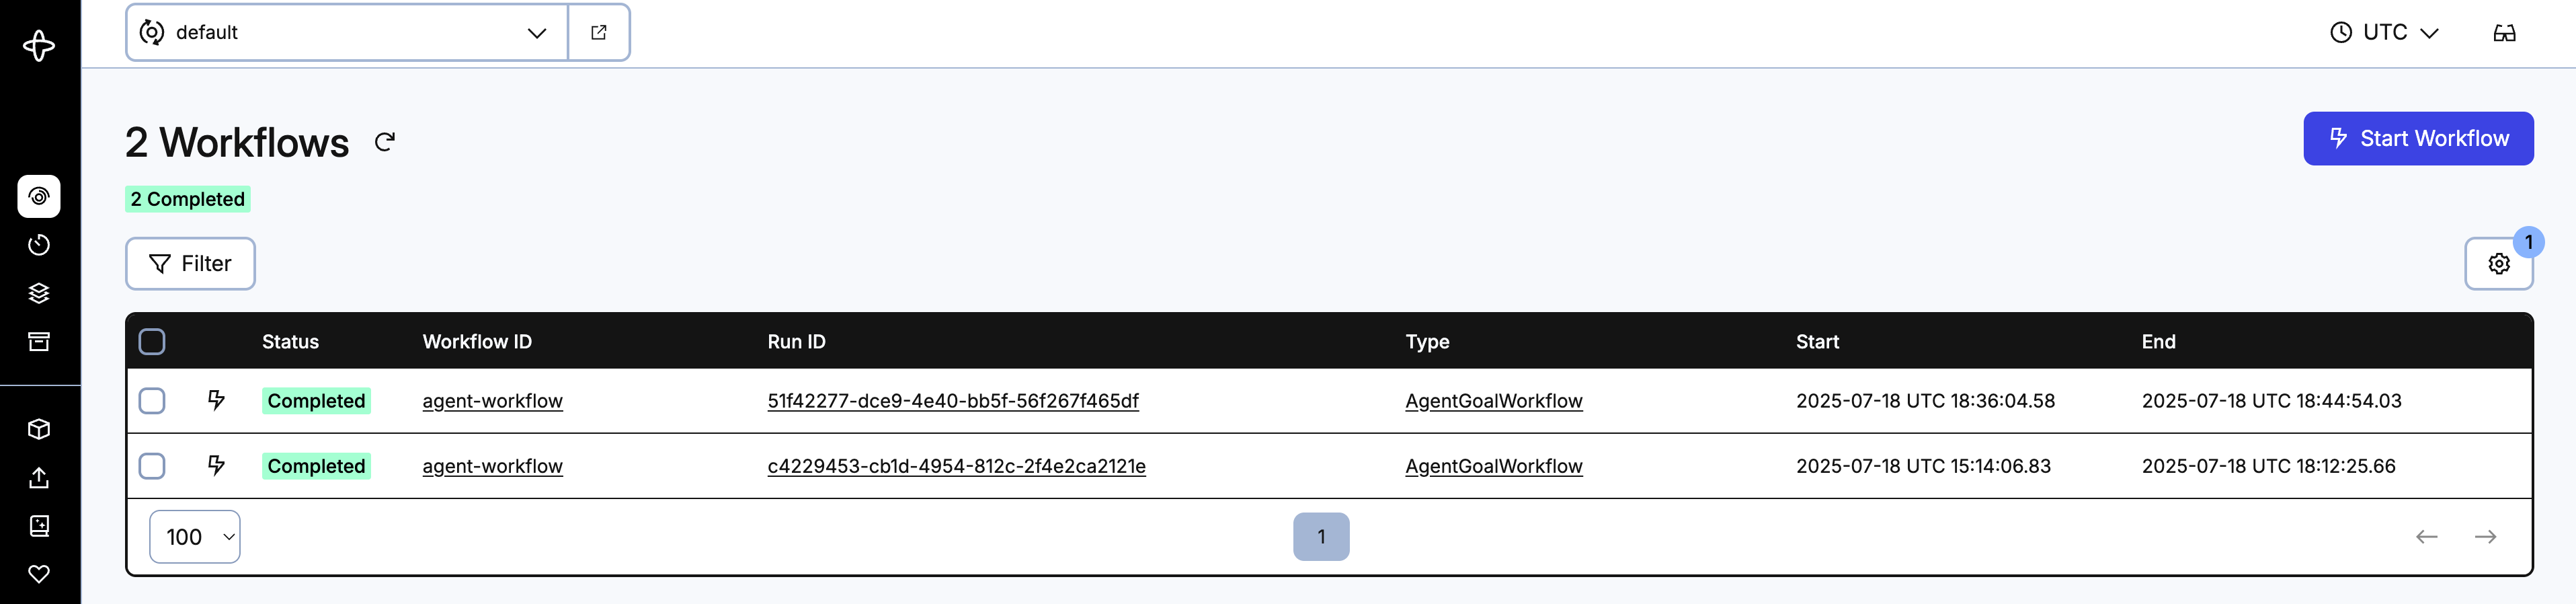 default
UTC
2 Workflows
Start Workflow
2 Completed
Filter
1
Status Workflow ID Run ID Type Start End
Completed agent-workflow 51f42277-dce9-4e40-bb5f-56f267f465df AgentGoalWorkflow 2025-07-18 UTC 18:36:04.58 2025-07-18 UTC 18:44:54.03
Completed agent-workflow c4229453-cb1d-4954-812c-2f4e2ca2121e AgentGoalWorkflow 2025-07-18 UTC 15:14:06.83 2025-07-18 UTC 18:12:25.66
100 1